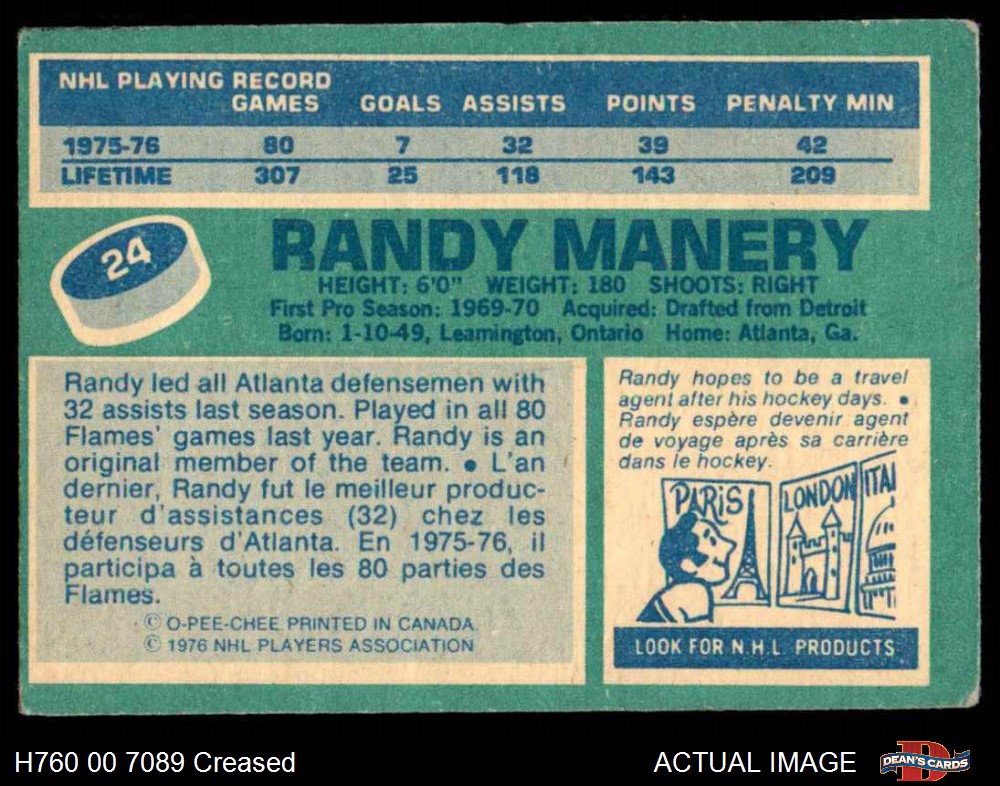 NHL PLAYING RECORD
GAMES GOALS ASSISTS POINTS PENALTY MIN
1975-76 80 7 32 39 42
LIFETIME 307 25 118 143 209
24
RANDY MANERY
HEIGHT: 6'0" WEIGHT: 180 SHOOTS: RIGHT
First Pro Season: 1969-70 Acquired: Drafted from Detroit
Born: 1-10-49, Leamington, Ontario Home: Atlanta, Ga.
Randy led all Atlanta defensemen with
32 assists last season. Played in all 80
Flames' games last year. Randy is an
original member of the team. ● L'an
dernier, Randy fut le meilleur produc-
teur d'assistances (32) chez les
défenseurs d'Atlanta. En 1975-76, il
participa à toutes les 80 parties des
Flames.
© O-PEE-CHEE PRINTED IN CANADA
© 1976 NHL PLAYERS ASSOCIATION
Randy hopes to be a travel
agent after his hockey days. ●
Randy espère devenir agent
de voyage après sa carrière
dans le hockey.
PARIS LONDON ITAL
LOOK FOR N.H.L. PRODUCTS
H760 00 7089 Creased
ACTUAL IMAGE
D
DEAN'S CARDS